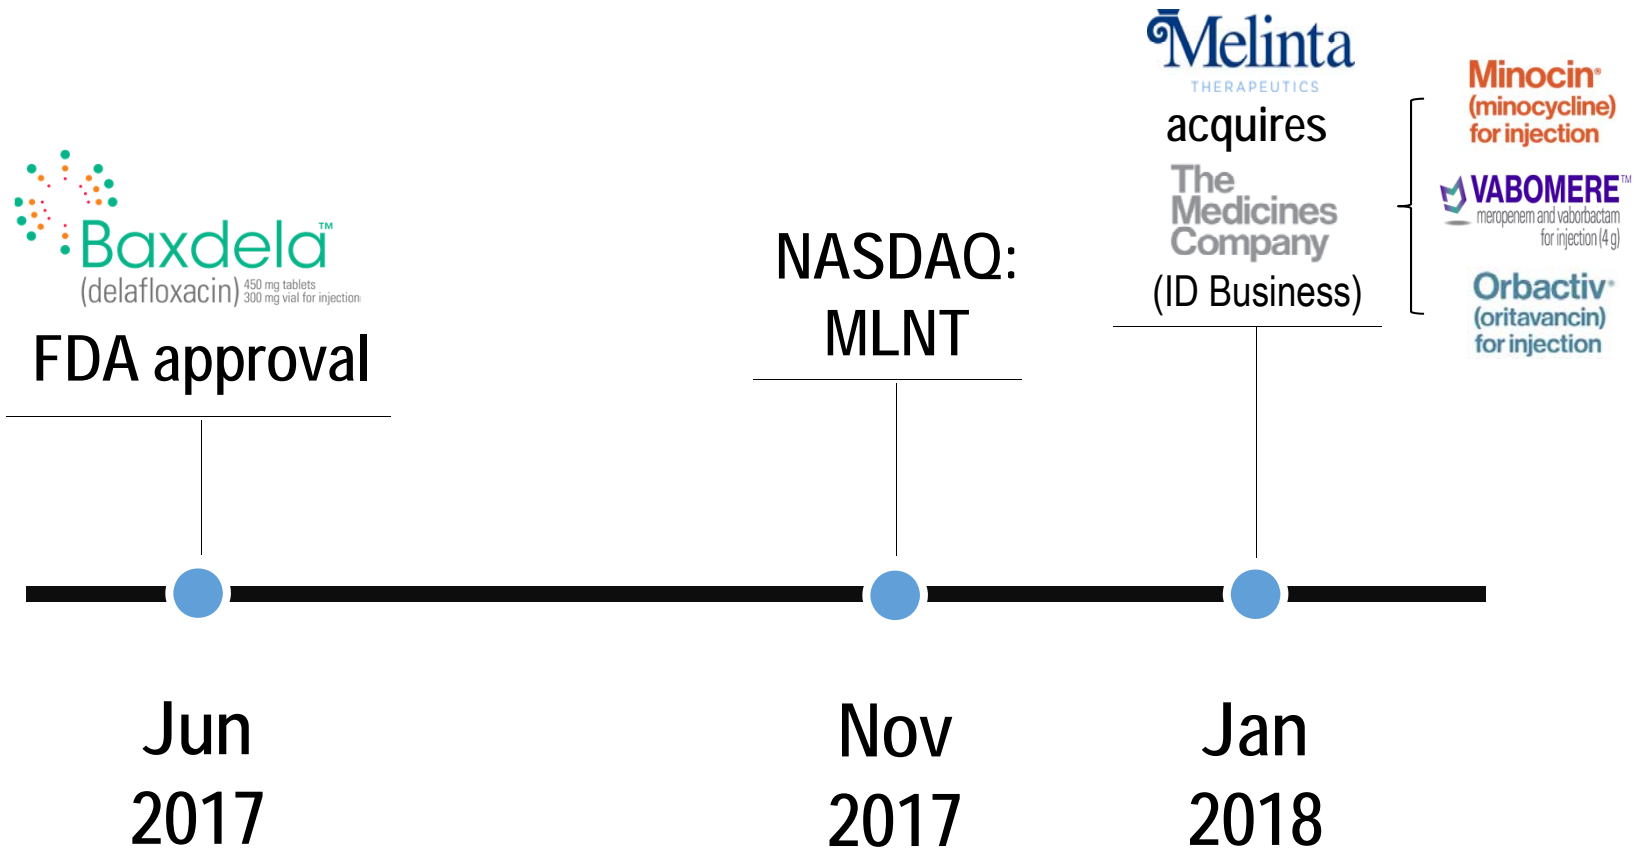 Baxdela™
(delafloxacin) 450 mg tablets
300 mg vial for injection
FDA approval
NASDAQ:
MLNT
Melinta
THERAPEUTICS
acquires
The
Medicines
Company
(ID Business)
Minocin®
(minocycline)
for injection
VABOMERE™
meropenem and vaborbactam
for injection (4 g)
Orbactiv®
(oritavancin)
for injection
Jun
2017
Nov
2017
Jan
2018